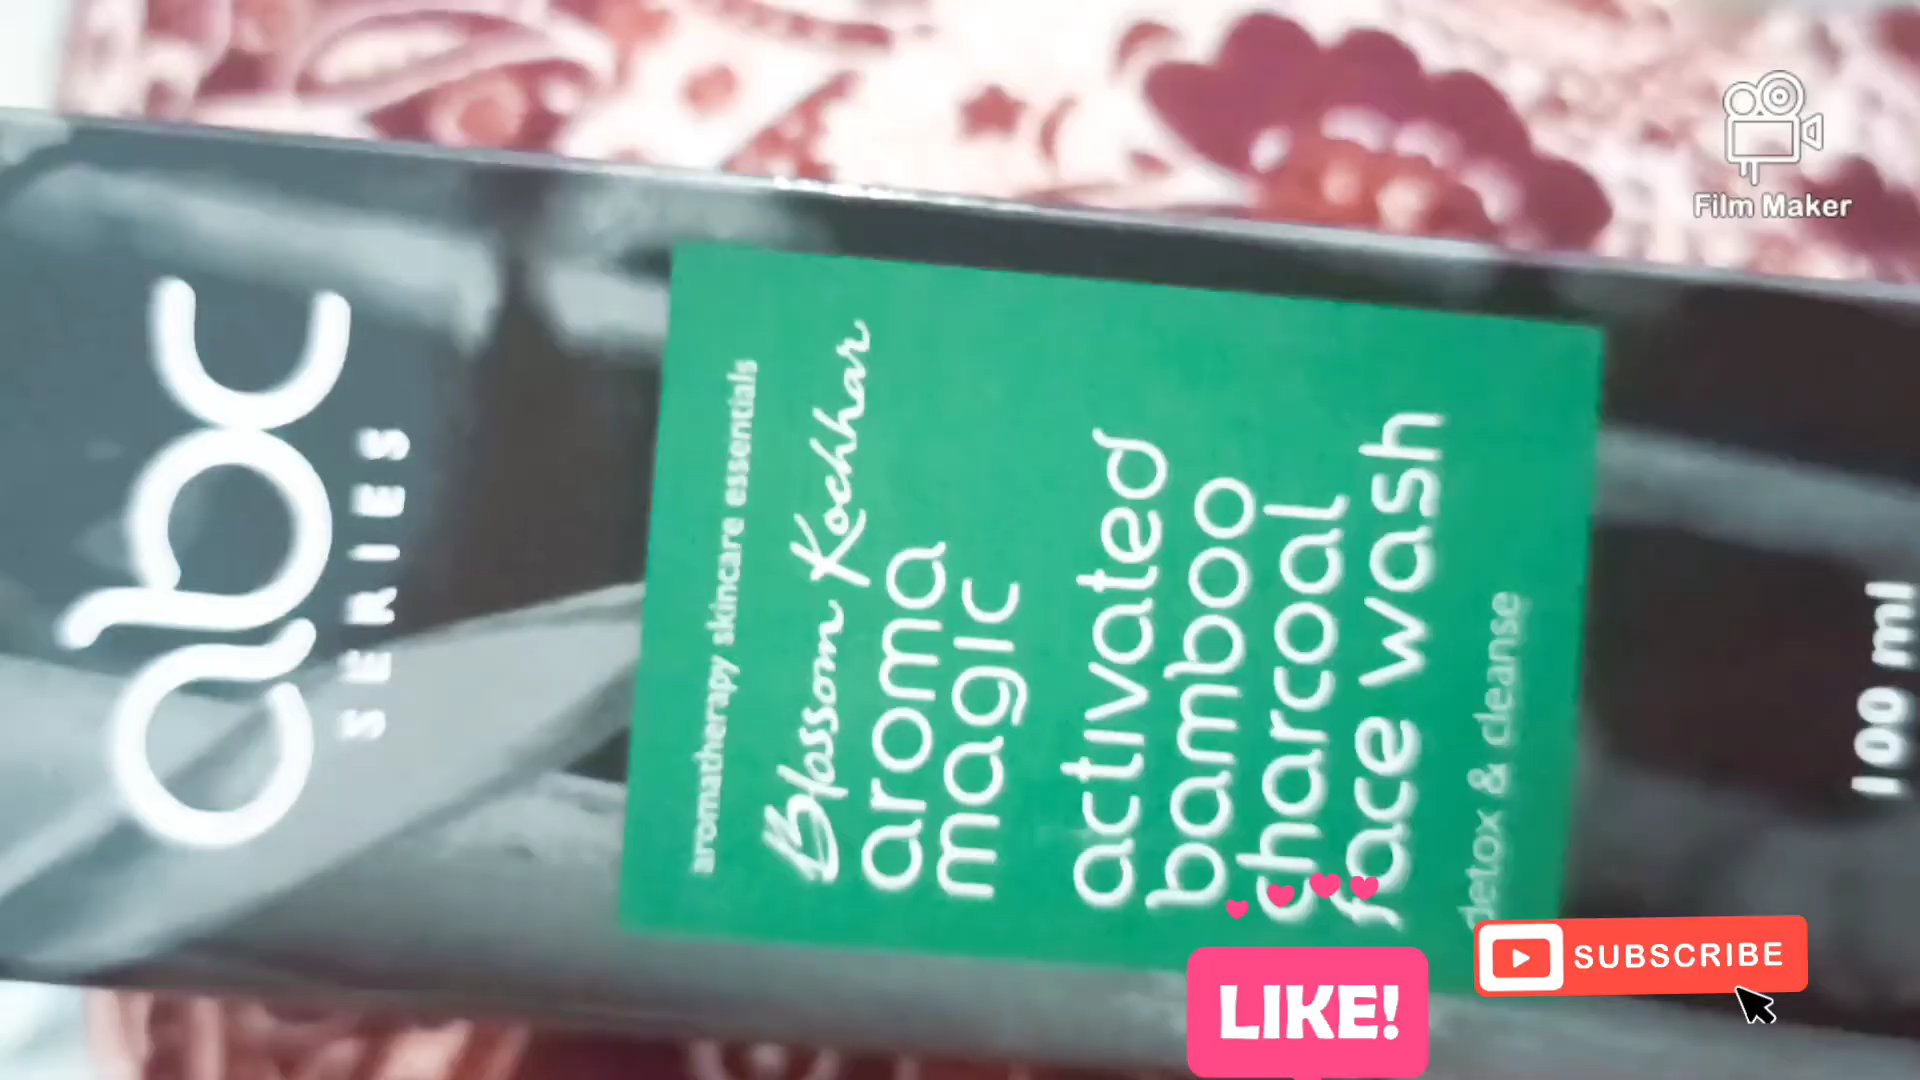 abc
SERIES
aromatherapy skincare essentials
Blossom Kochhar
aroma
magic
activated
bamboo
charcoal
face wash
detox & cleanse
100 ml
Film Maker
LIKE!
SUBSCRIBE